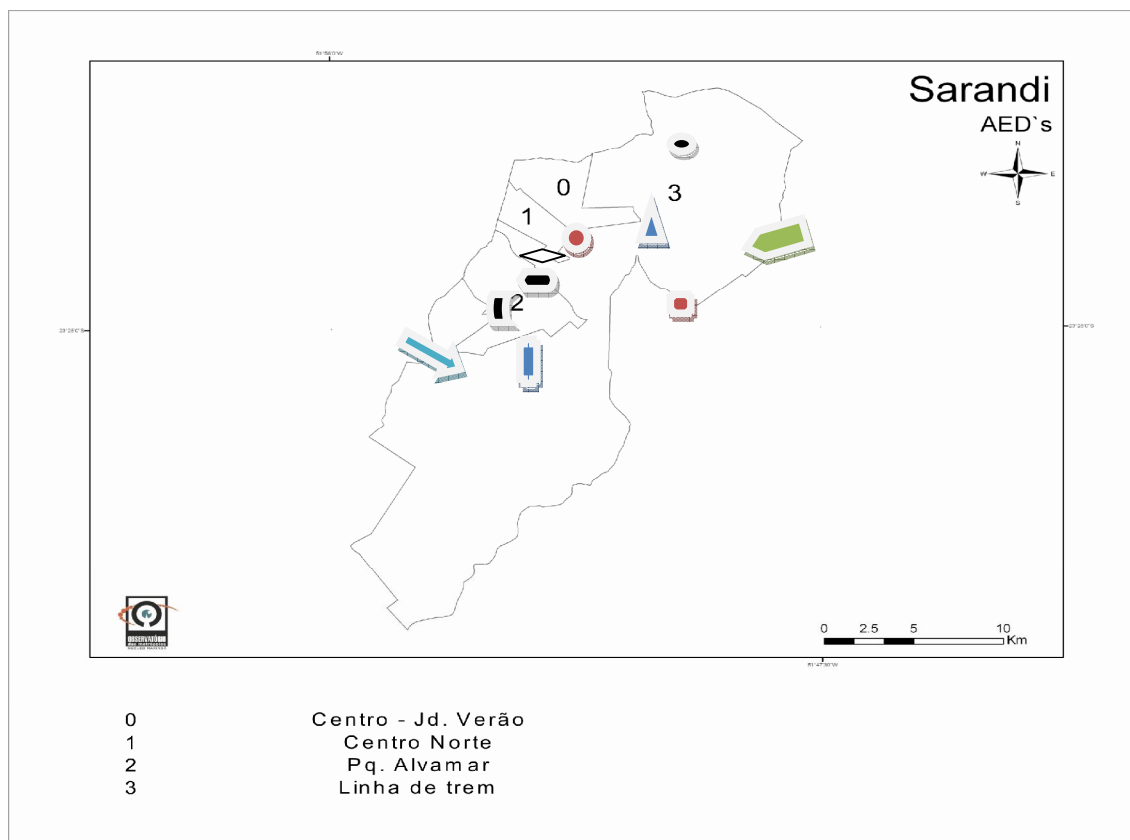 Sarandi
AED`s
N
W E
S
0
3
1
2
0 2.5 5 10
Km
OBSERVATÓRIO
0 Centro - Jd. Verão
1 Centro Norte
2 Pq. Alvamar
3 Linha de trem